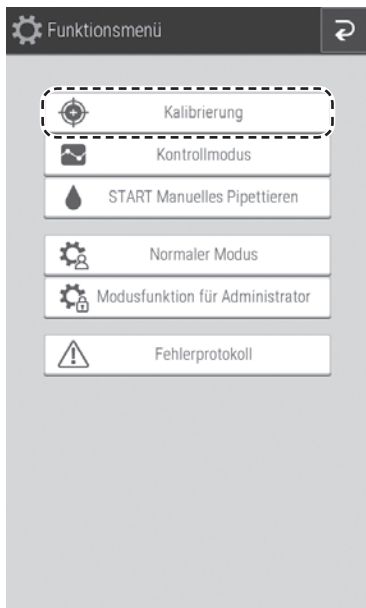 Funktionsmenü
Kalibrierung
Kontrollmodus
START Manuelles Pipettieren
Normaler Modus
Modusfunktion für Administrator
Fehlerprotokoll